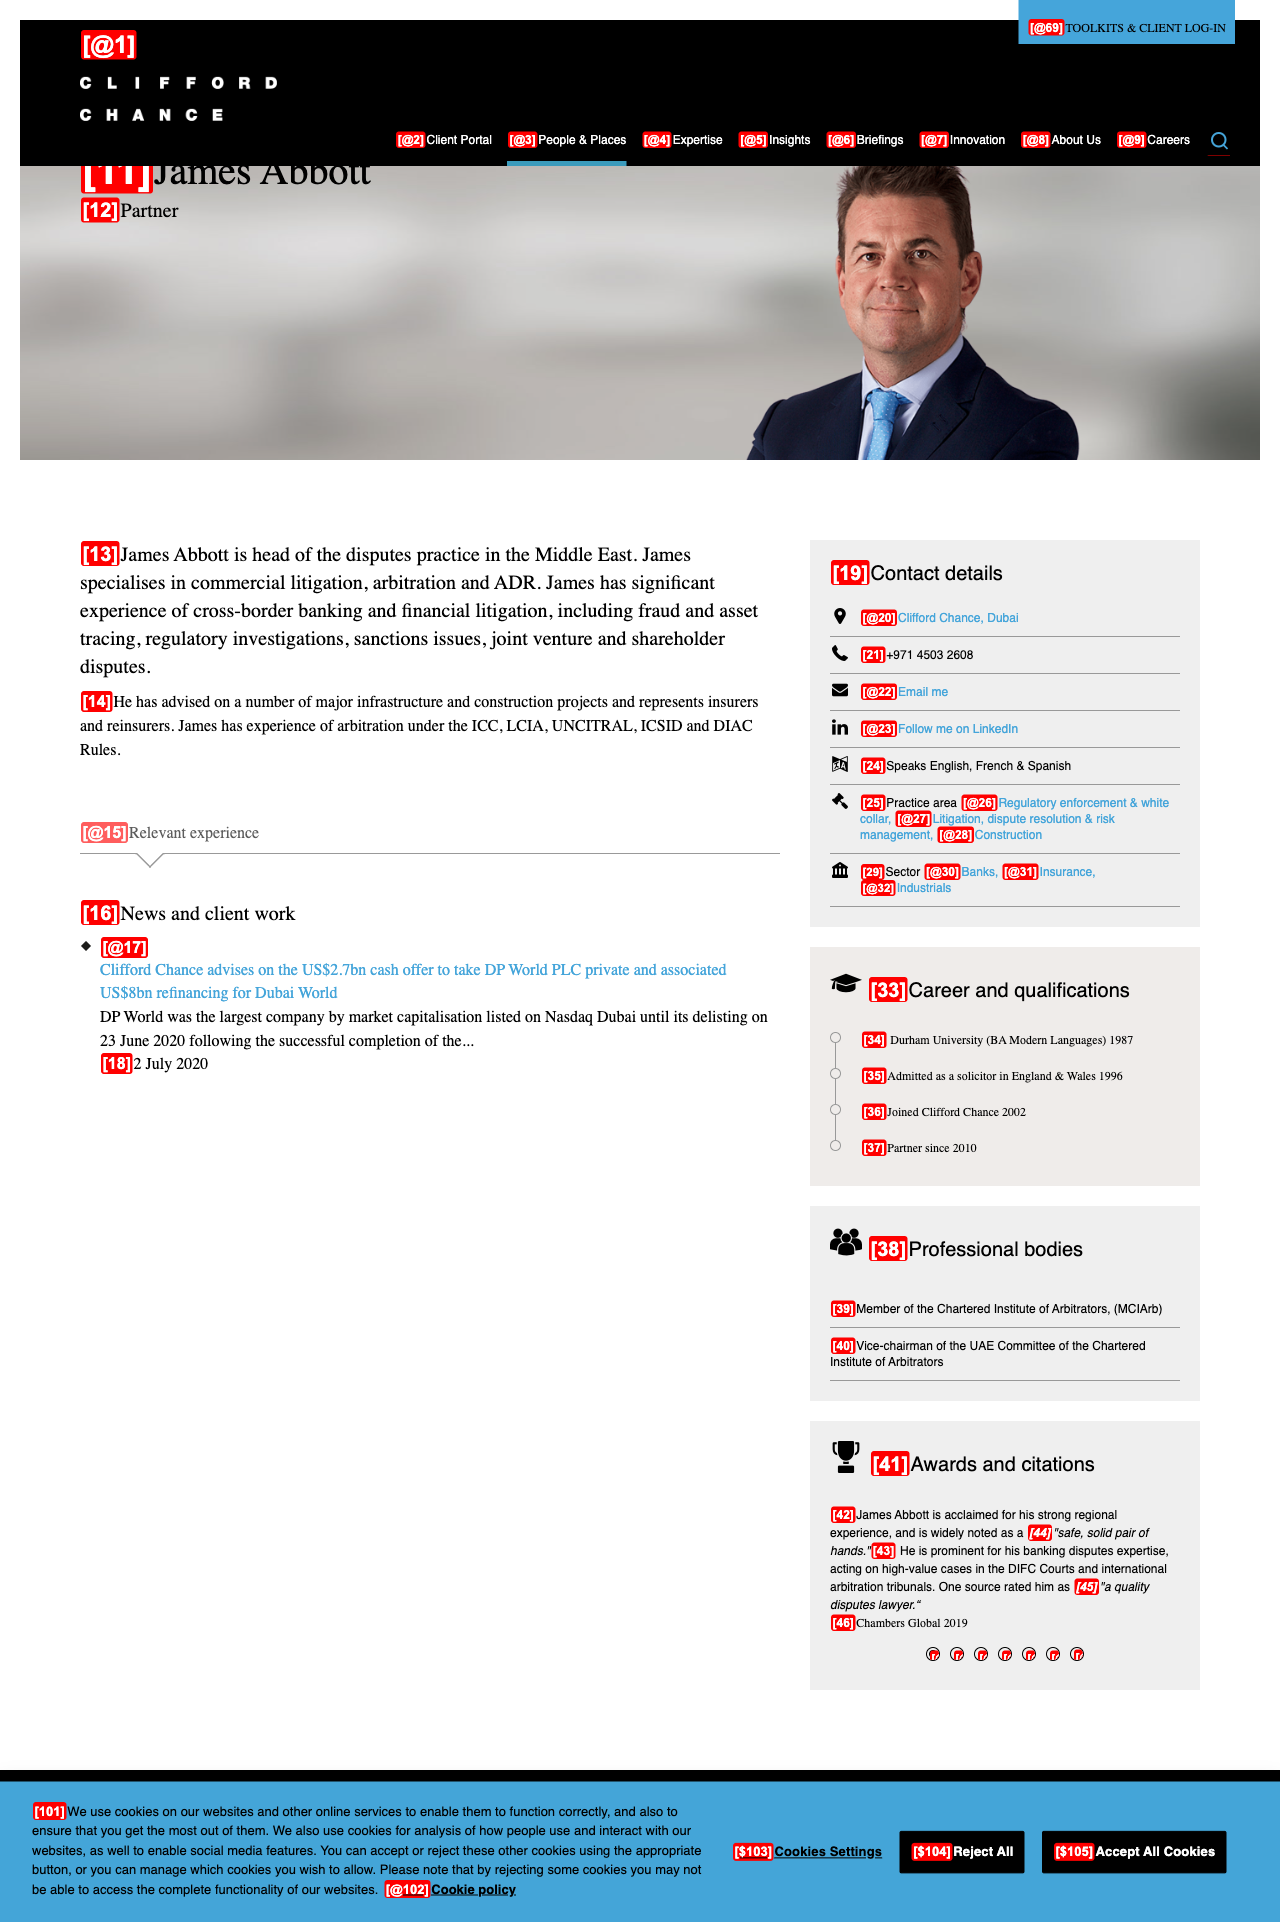 [@69]TOOLKITS & CLIENT LOG-IN
[@1]
CLIFFORD
CHANCE
[@2]Client Portal [@3]People & Places [@4]Expertise [@5]Insights [@6]Briefings [@7]Innovation [@8]About Us [@9]Careers
[11]James Abbott
[12]Partner
[13]James Abbott is head of the disputes practice in the Middle East. James
specialises in commercial litigation, arbitration and ADR. James has significant
experience of cross-border banking and financial litigation, including fraud and asset
tracing, regulatory investigations, sanctions issues, joint venture and shareholder
disputes.
[14]He has advised on a number of major infrastructure and construction projects and represents insurers
and reinsurers. James has experience of arbitration under the ICC, LCIA, UNCITRAL, ICSID and DIAC
Rules.
[@15]Relevant experience
[16]News and client work
[@17]
Clifford Chance advises on the US$2.7bn cash offer to take DP World PLC private and associated
US$8bn refinancing for Dubai World
DP World was the largest company by market capitalisation listed on Nasdaq Dubai until its delisting on
23 June 2020 following the successful completion of the...
[18]2 July 2020
[19]Contact details
[@20]Clifford Chance, Dubai
[21]+971 4503 2608
[@22]Email me
[@23]Follow me on LinkedIn
[24]Speaks English, French & Spanish
[25]Practice area [@26]Regulatory enforcement & white
collar, [@27]Litigation, dispute resolution & risk
management, [@28]Construction
[29]Sector [@30]Banks, [@31]Insurance,
[@32]Industrials
[33]Career and qualifications
[34] Durham University (BA Modern Languages) 1987
[35]Admitted as a solicitor in England & Wales 1996
[36]Joined Clifford Chance 2002
[37]Partner since 2010
[38]Professional bodies
[39]Member of the Chartered Institute of Arbitrators, (MCIArb)
[40]Vice-chairman of the UAE Committee of the Chartered
Institute of Arbitrators
[41]Awards and citations
[42]James Abbott is acclaimed for his strong regional
experience, and is widely noted as a [44]"safe, solid pair of
hands."[43] He is prominent for his banking disputes expertise,
acting on high-value cases in the DIFC Courts and international
arbitration tribunals. One source rated him as [45]"a quality
disputes lawyer."
[46]Chambers Global 2019
[101]We use cookies on our websites and other online services to enable them to function correctly, and also to
ensure that you get the most out of them. We also use cookies for analysis of how people use and interact with our
websites, as well to enable social media features. You can accept or reject these other cookies using the appropriate
button, or you can manage which cookies you wish to allow. Please note that by rejecting some cookies you may not
be able to access the complete functionality of our websites. [@102]Cookie policy
[$103]Cookies Settings [$104]Reject All [$105]Accept All Cookies